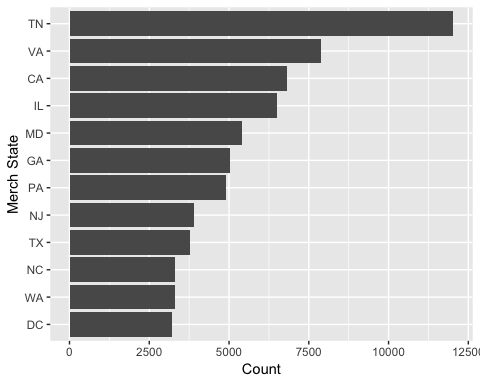 TN
VA
CA
IL
MD
GA
PA
NJ
TX
NC
WA
DC
Merch State
0 2500 5000 7500 10000 12500
Count